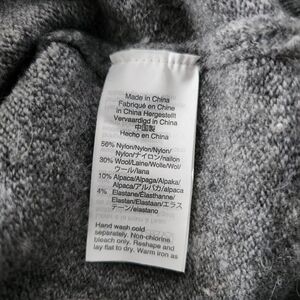 Made in China
Fabriqué en Chine
In China Hergestellt
Vervaardigd in China
中国製
Hecho en China
56% Nylon/Nylon/Nylon/
Nylon/ナイロン/nailon
30% Wool/Laine/Wolle/Wol/
ウール/lana
10% Alpaca/Alpaga/Alpaka/
Alpaca/アルパカ/alpaca
4% Elastane/Elasthanne/
Elastan/Elastaan/エラス
テーン/elastano
Hand wash cold
separately. Non-chlorine
bleach only. Reshape and
lay flat to dry. Warm iron as